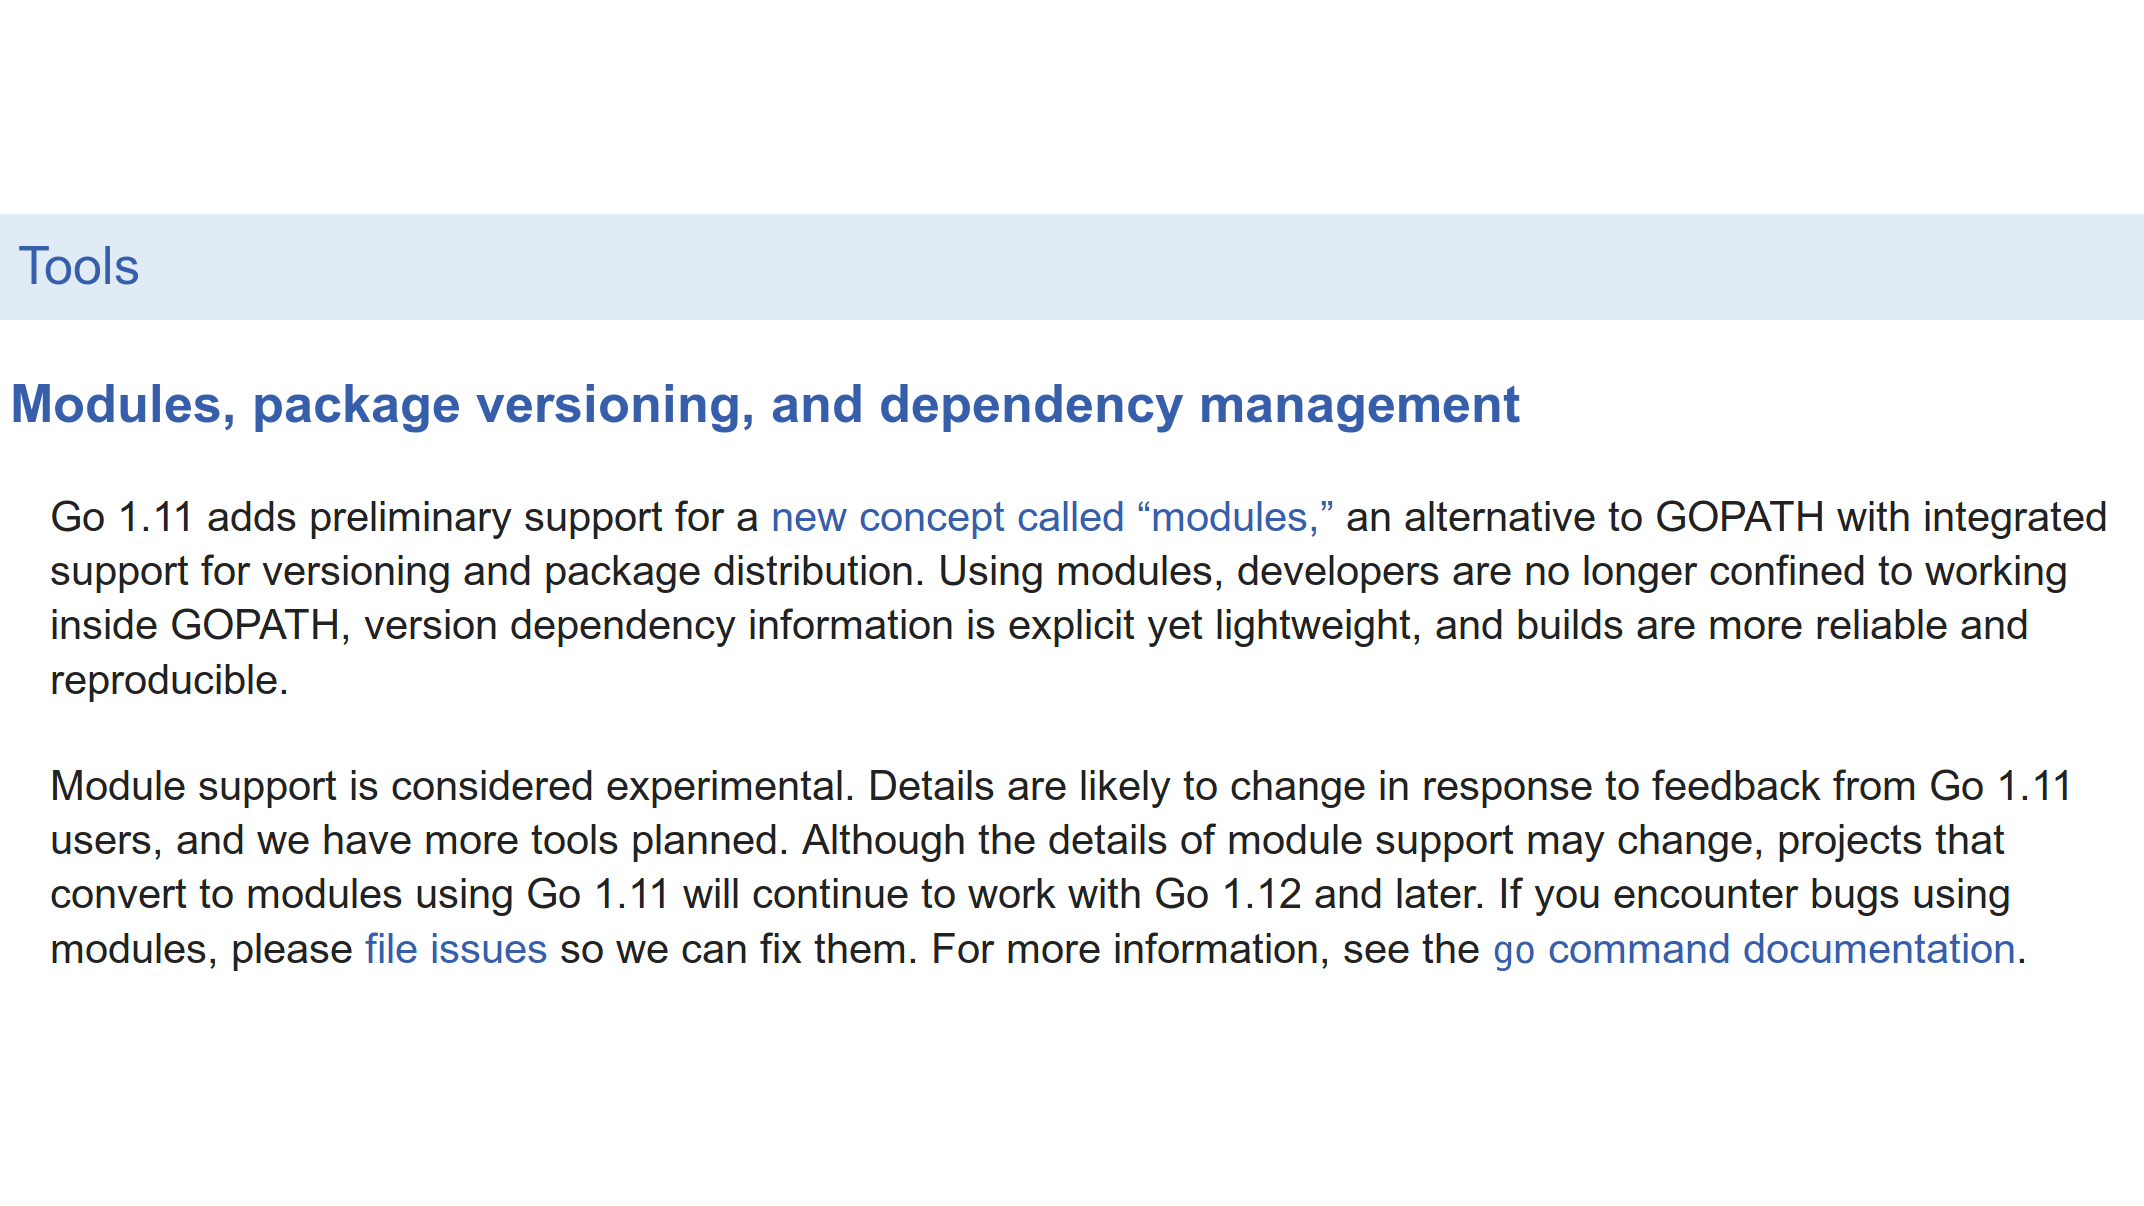 Tools
Modules, package versioning, and dependency management
Go 1.11 adds preliminary support for a new concept called “modules,” an alternative to GOPATH with integrated
support for versioning and package distribution. Using modules, developers are no longer confined to working
inside GOPATH, version dependency information is explicit yet lightweight, and builds are more reliable and
reproducible.
Module support is considered experimental. Details are likely to change in response to feedback from Go 1.11
users, and we have more tools planned. Although the details of module support may change, projects that
convert to modules using Go 1.11 will continue to work with Go 1.12 and later. If you encounter bugs using
modules, please file issues so we can fix them. For more information, see the go command documentation.